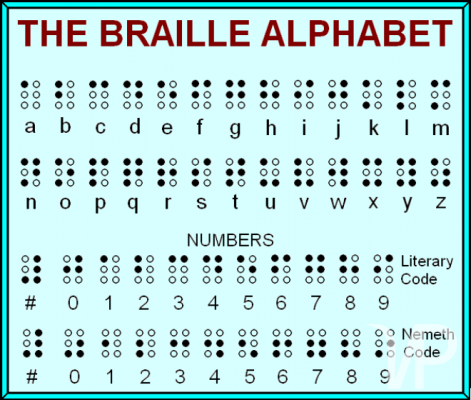 THE BRAILLE ALPHABET
a b c d e f g h i j k l m
n o p q r s t u v w x y z
NUMBERS
Literary
Code
# 0 1 2 3 4 5 6 7 8 9
Nemeth
Code
# 0 1 2 3 4 5 6 7 8 9
VP